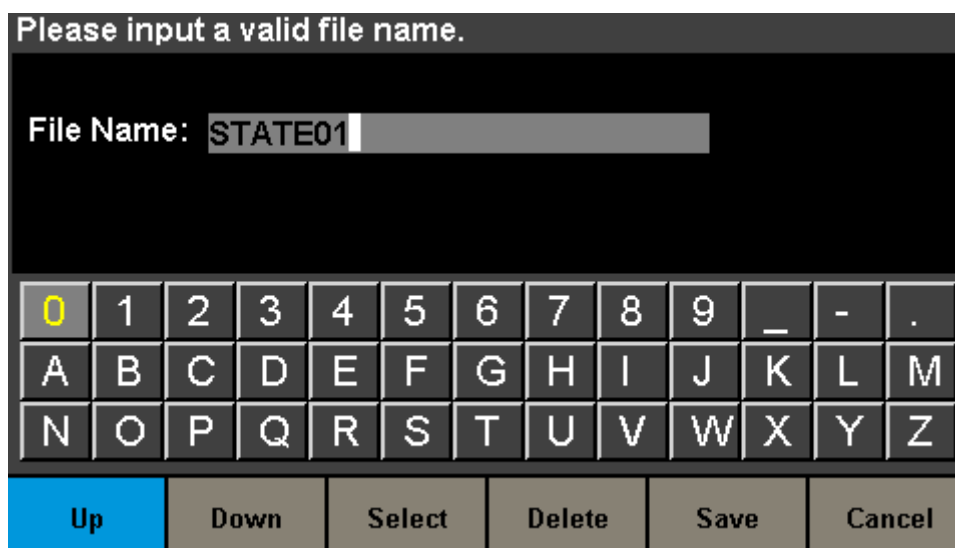 Please input a valid file name.
File Name: STATE01
0 1 2 3 4 5 6 7 8 9 _ - .
A B C D E F G H I J K L M
N O P Q R S T U V W X Y Z
Up Down Select Delete Save Cancel